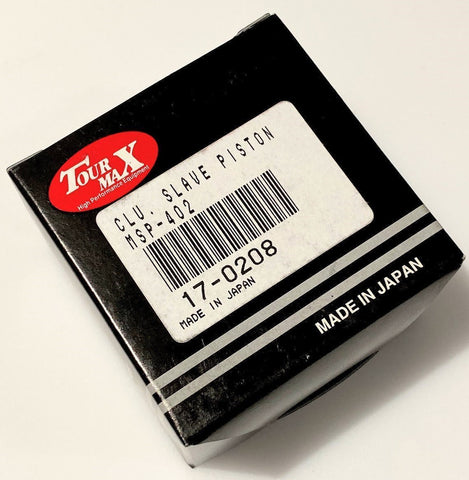 TOUR
MAX
High Performance Equipment
CLU. SLAVE PISTON
MSP-402
17-0208
MADE IN JAPAN
MADE IN JAPAN